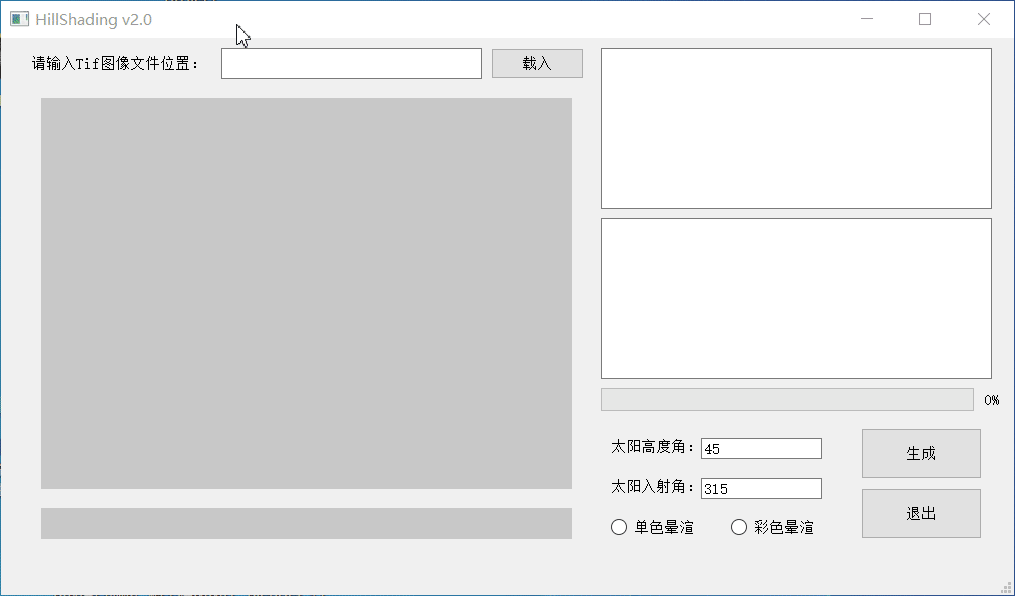 HillShading v2.0
请输入Tif图像文件位置：
载入
0%
太阳高度角：45
太阳入射角：315
单色晕渲 彩色晕渲
生成
退出